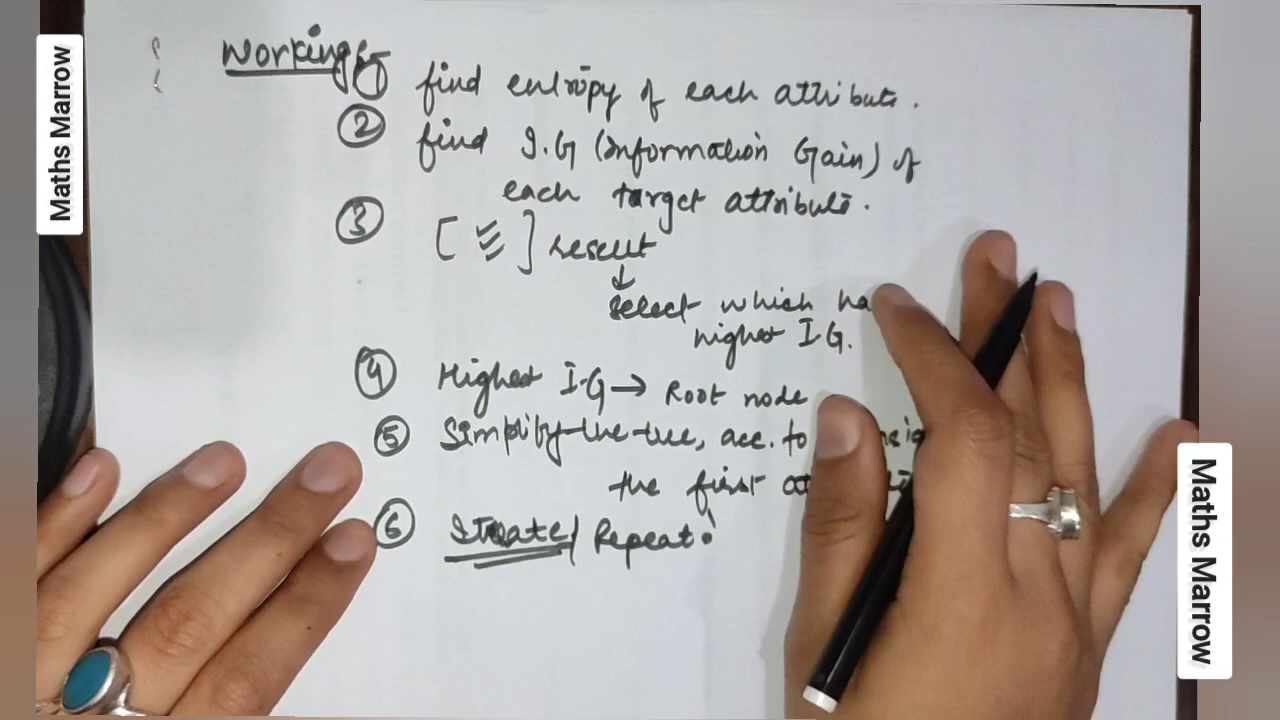 Maths Marrow
Working :-
① find entropy of each attribute.
② find I.G (Information Gain) of
each target attribute.
③ [ ] result
↓
select which ha
highest I.G.
④ Highest I.G → Root node
⑤ Simplify the tree, acc. to
the first
⑥ Iterate / Repeat.
Maths Marrow